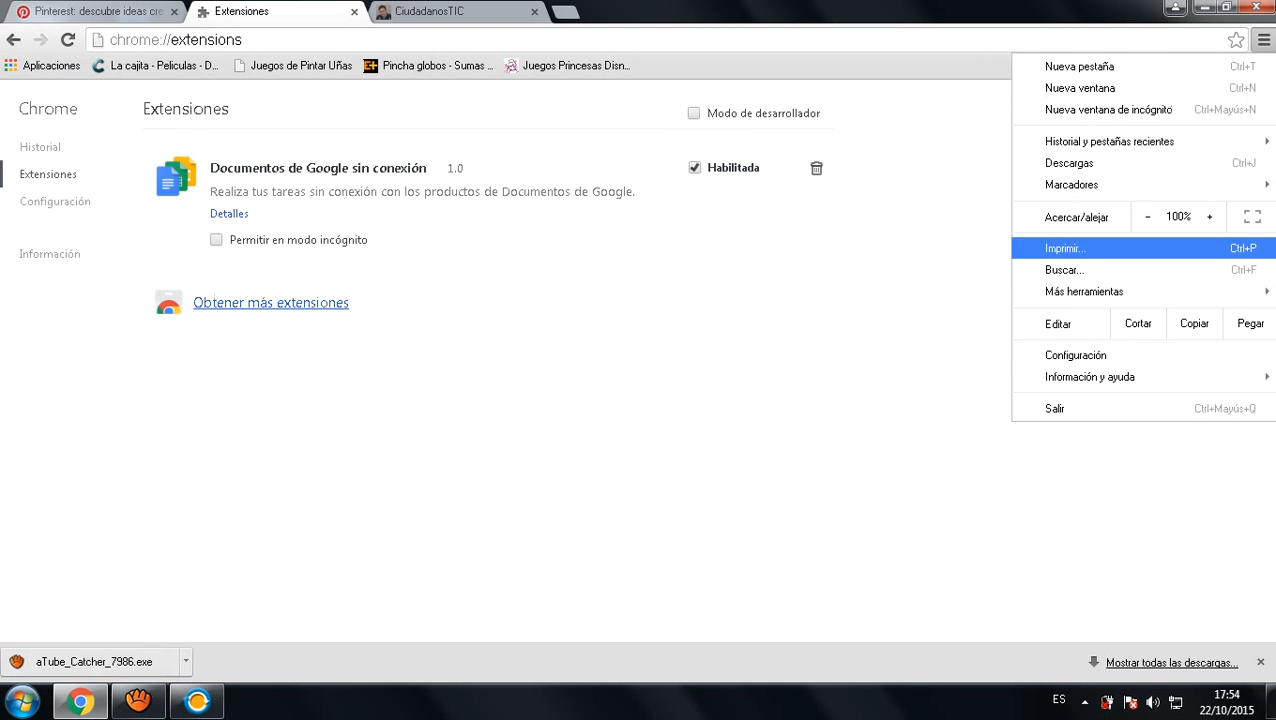 Pinterest: descubre ideas cre
Extensiones
CiudadanosTIC
chrome://extensions
Aplicaciones
La cajita - Peliculas - D...
Juegos de Pintar Uñas
Pincha globos - Sumas ...
Juegos Princesas Disn...
Chrome
Historial
Extensiones
Configuración
Información
Extensiones
Modo de desarrollador
Documentos de Google sin conexión 1.0
Habilitada
Realiza tus tareas sin conexión con los productos de Documentos de Google.
Detalles
Permitir en modo incógnito
Obtener más extensiones
Nueva pestaña Ctrl+T
Nueva ventana Ctrl+N
Nueva ventana de incógnito Ctrl+Mayús+N
Historial y pestañas recientes
Descargas Ctrl+J
Marcadores
Acercar/alejar - 100% +
Imprimir... Ctrl+P
Buscar... Ctrl+F
Más herramientas
Editar Cortar Copiar Pegar
Configuración
Información y ayuda
Salir Ctrl+Mayús+Q
aTube_Catcher_7986.exe
Mostrar todas las descargas...
ES
17:54
22/10/2015